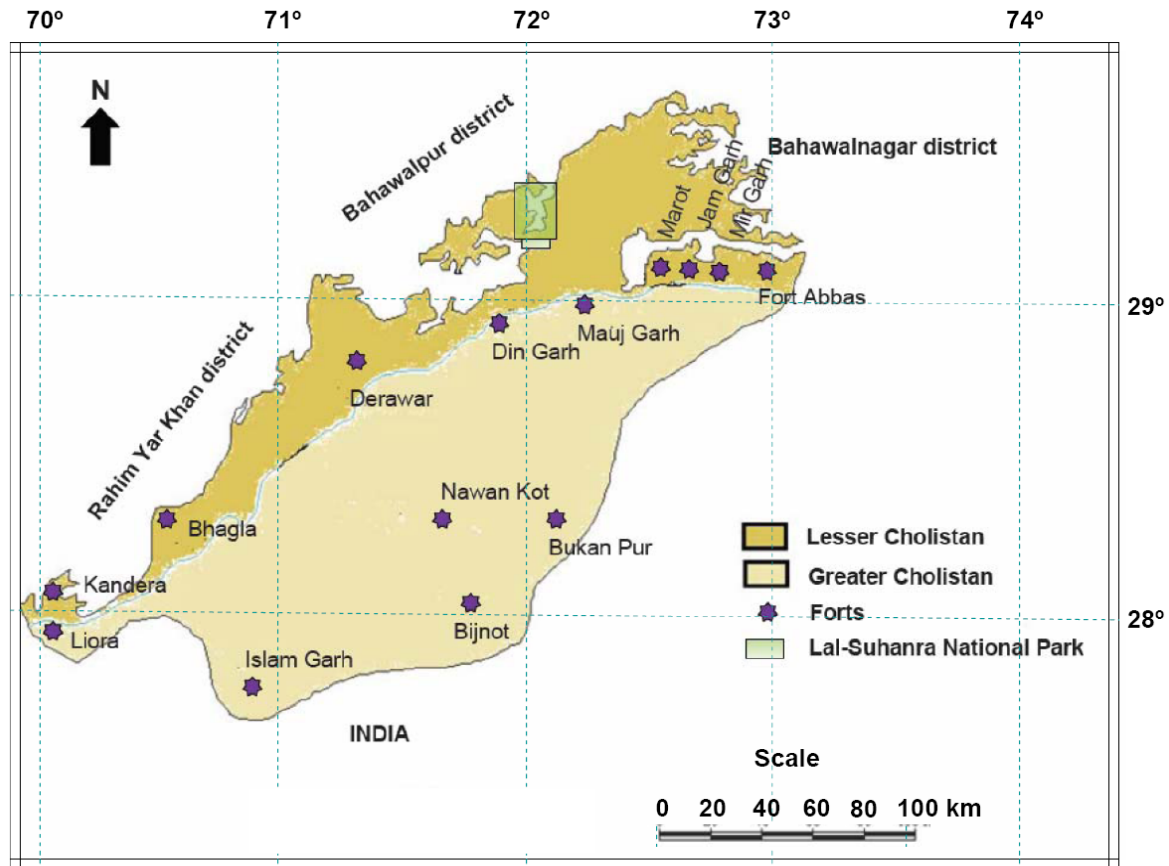 70º 71º 72º 73º 74º
N
Bahawalpur district
Bahawalnagar district
Marot
Jam Garh
Mir Garh
Fort Abbas
29º
Mauj Garh
Din Garh
Derawar
Rahim Yar Khan district
Nawan Kot
Bhagla
Bukan Pur
Lesser Cholistan
Greater Cholistan
Forts
Lal-Suhanra National Park
Kandera
28º
Liora
Bijnot
Islam Garh
INDIA
Scale
0 20 40 60 80 100 km